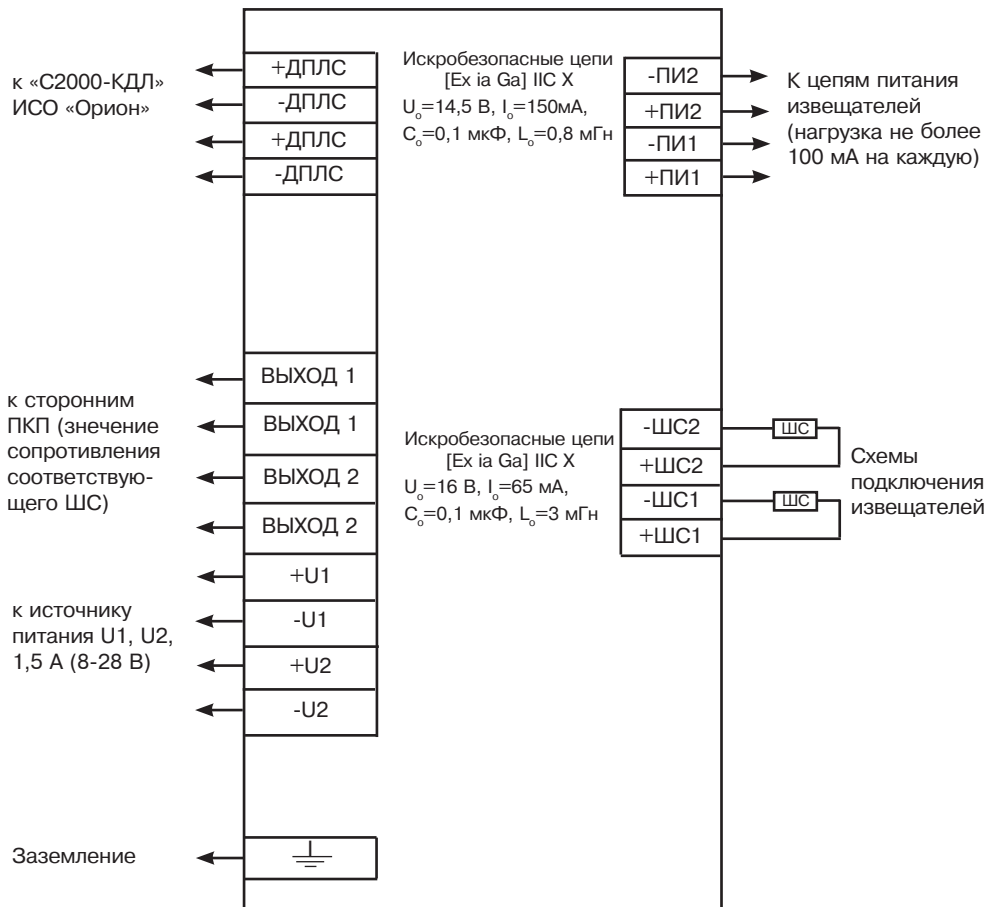 к «С2000-КДЛ»
ИСО «Орион»
+ДПЛС
-ДПЛС
+ДПЛС
-ДПЛС
Искробезопасные цепи
[Ex ia Ga] IIC X
Uo=14,5 В, Io=150мА,
Co=0,1 мкФ, Lo=0,8 мГн
-ПИ2
+ПИ2
-ПИ1
+ПИ1
К цепям питания
извещателей
(нагрузка не более
100 мА на каждую)
к сторонним
ПКП (знечение
сопротивления
соответствую-
щего ШС)
ВЫХОД 1
ВЫХОД 1
ВЫХОД 2
ВЫХОД 2
Искробезопасные цепи
[Ex ia Ga] IIC X
Uo=16 В, Io=65 мА,
Co=0,1 мкФ, Lo=3 мГн
-ШС2
+ШС2
-ШС1
+ШС1
ШС
ШС
Схемы
подключения
извещателей
к источнику
питания U1, U2,
1,5 А (8-28 В)
+U1
-U1
+U2
-U2
Заземление